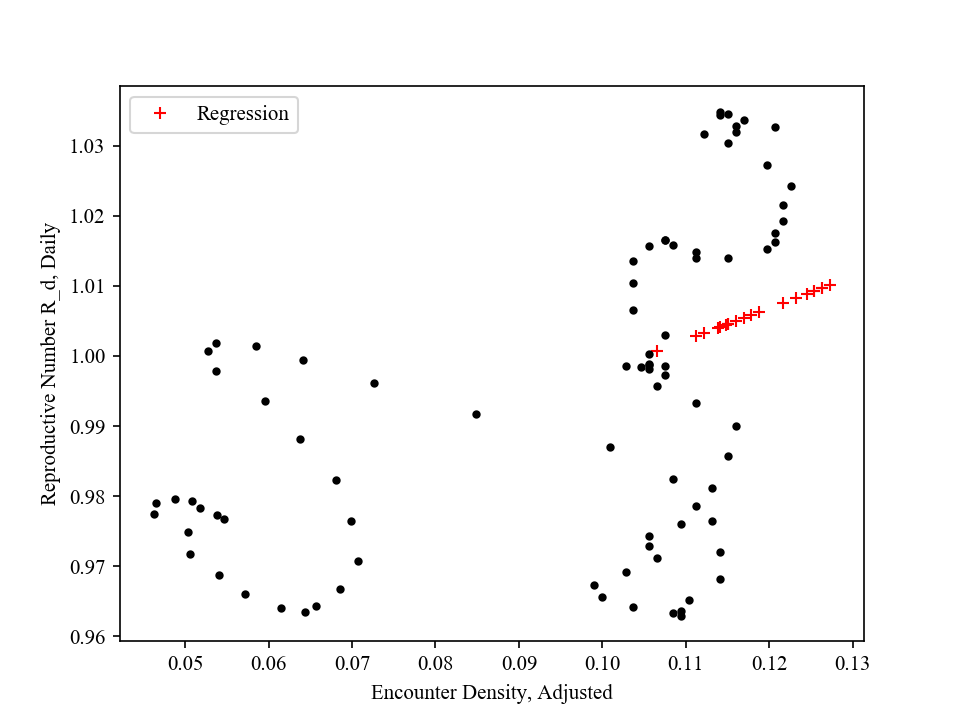 Regression
1.03
1.02
1.01
1.00
0.99
0.98
0.97
0.96
Reproductive Number R_d, Daily
0.05 0.06 0.07 0.08 0.09 0.10 0.11 0.12 0.13
Encounter Density, Adjusted